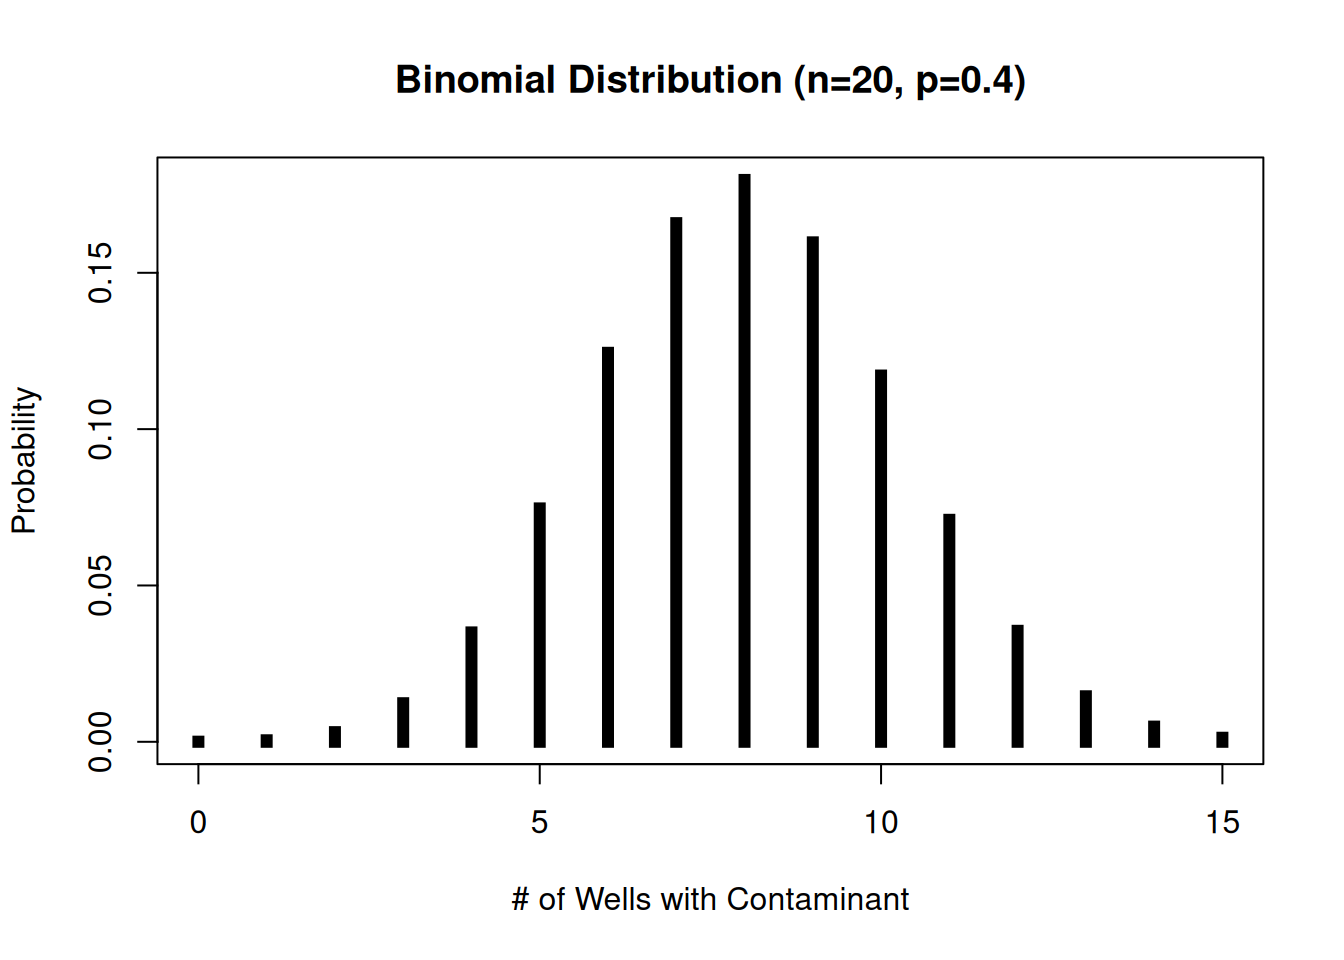 Binomial Distribution (n=20, p=0.4)
Probability
0.15
0.10
0.05
0.00
0 5 10 15
# of Wells with Contaminant